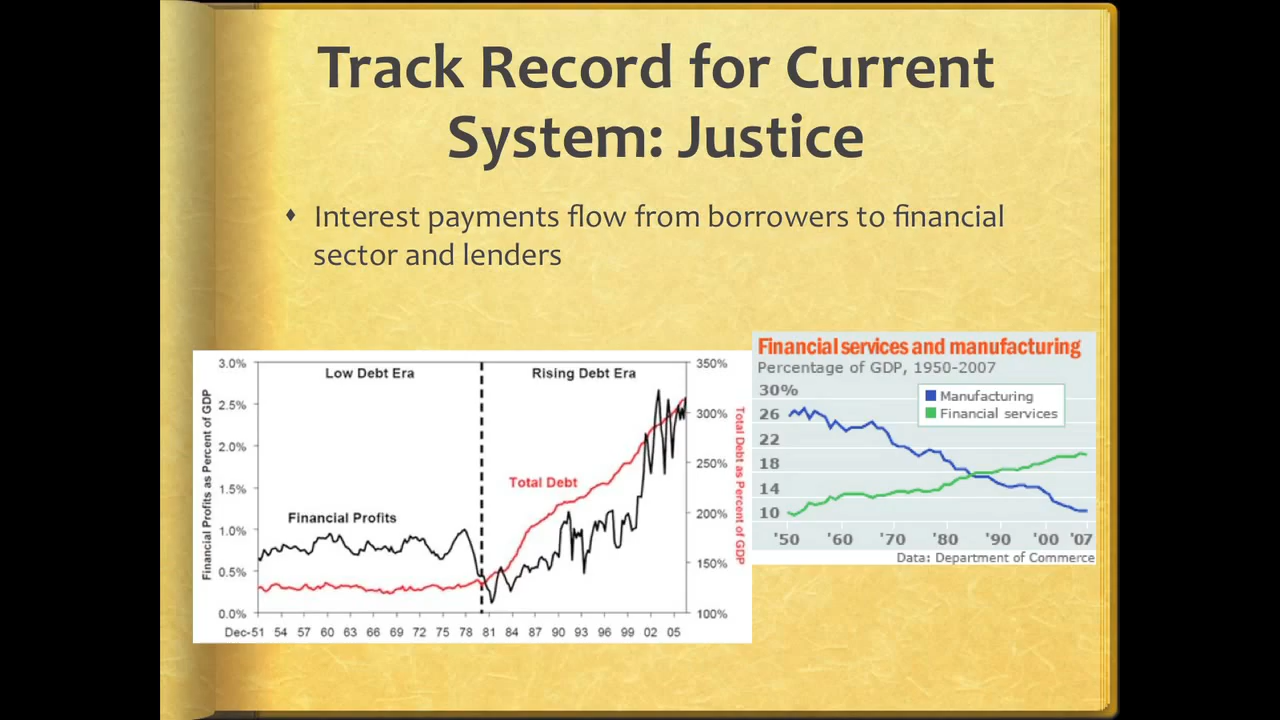 Track Record for Current
System: Justice
♦ Interest payments flow from borrowers to financial
sector and lenders
3.0%
2.5%
2.0%
1.5%
1.0%
0.5%
0.0%
Financial Profits as Percent of GDP
Low Debt Era
Rising Debt Era
Total Debt
Financial Profits
350%
300%
250%
200%
150%
100%
Total Debt as Percent of GDP
Dec-51 54 57 60 63 66 69 72 75 78 81 84 87 90 93 96 99 02 05
Financial services and manufacturing
Percentage of GDP, 1950-2007
30%
26
22
18
14
10
Manufacturing
Financial services
'50 '60 '70 '80 '90 '00 '07
Data: Department of Commerce